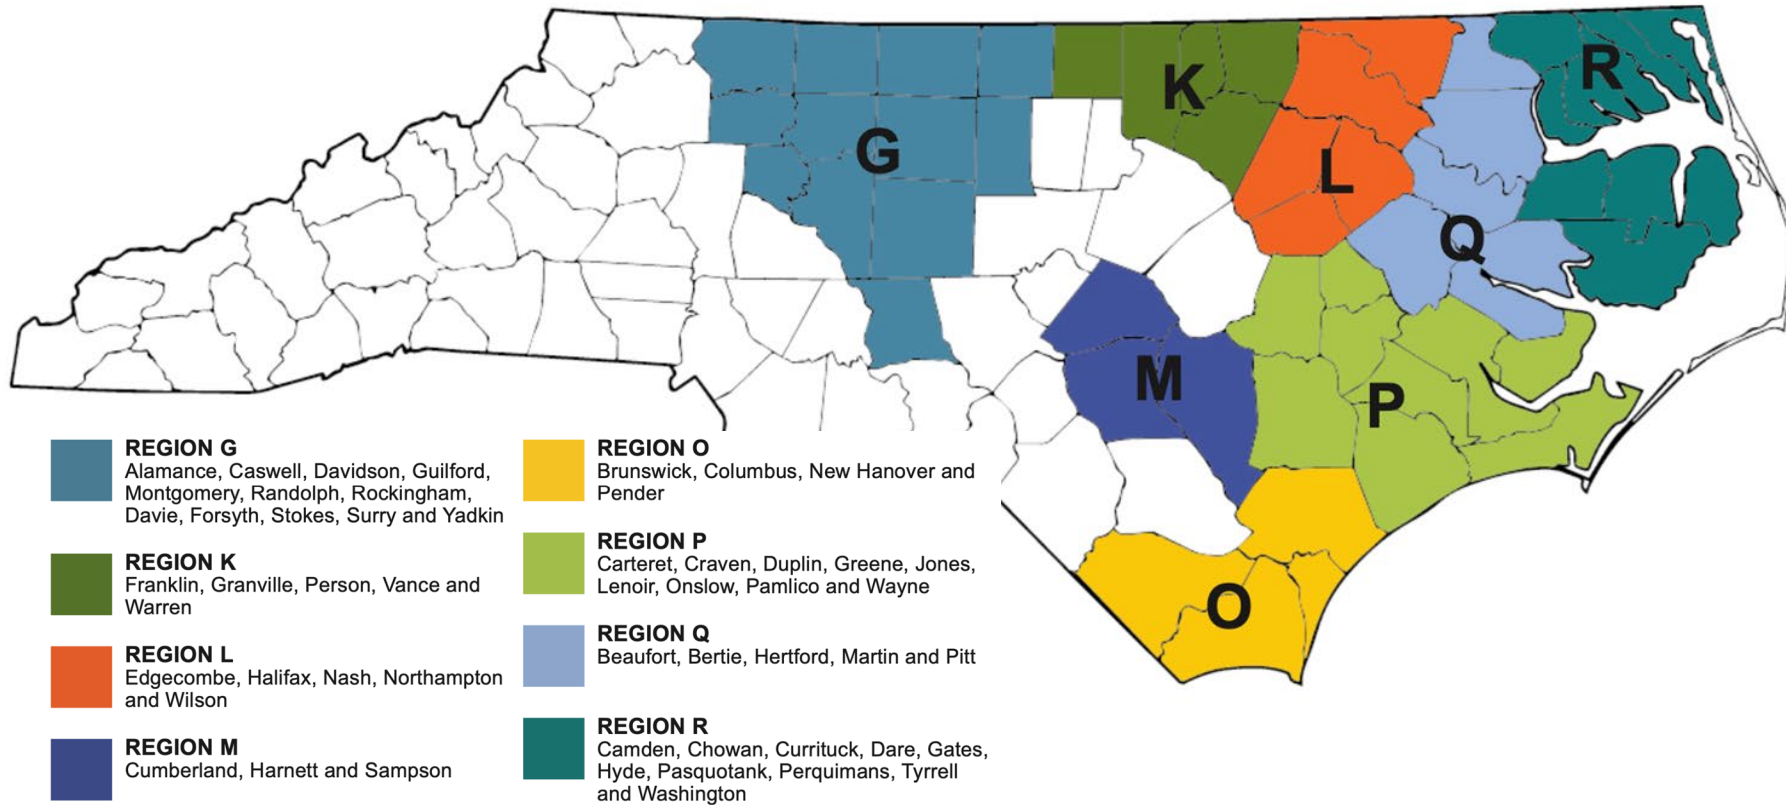 G
K
L
R
Q
M
P
O
REGION G
Alamance, Caswell, Davidson, Guilford,
Montgomery, Randolph, Rockingham,
Davie, Forsyth, Stokes, Surry and Yadkin
REGION K
Franklin, Granville, Person, Vance and
Warren
REGION L
Edgecombe, Halifax, Nash, Northampton
and Wilson
REGION M
Cumberland, Harnett and Sampson
REGION O
Brunswick, Columbus, New Hanover and
Pender
REGION P
Carteret, Craven, Duplin, Greene, Jones,
Lenoir, Onslow, Pamlico and Wayne
REGION Q
Beaufort, Bertie, Hertford, Martin and Pitt
REGION R
Camden, Chowan, Currituck, Dare, Gates,
Hyde, Pasquotank, Perquimans, Tyrrell
and Washington